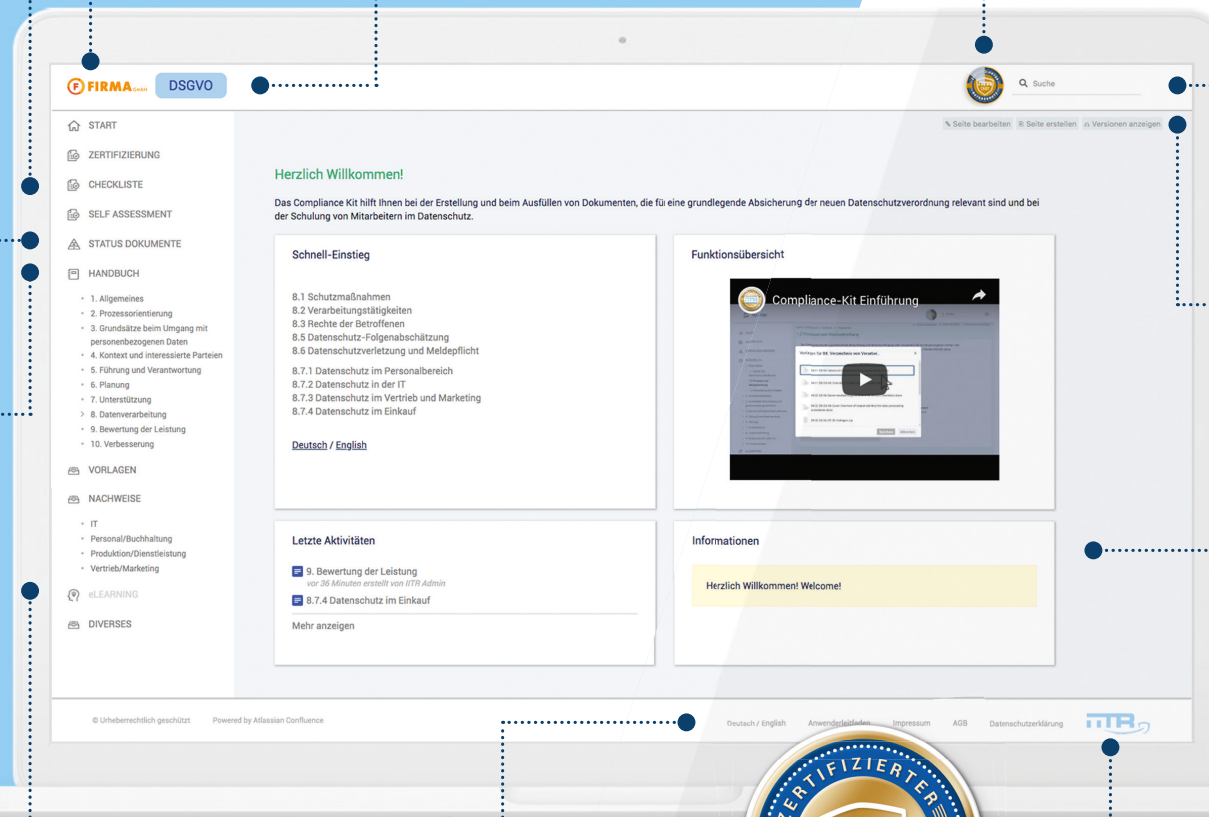 FIRMA GmbH
DSGVO
Suche
START
ZERTIFIZIERUNG
CHECKLISTE
SELF ASSESSMENT
STATUS DOKUMENTE
HANDBUCH
1. Allgemeines
2. Prozessorientierung
3. Grundsätze beim Umgang mit
personenbezogenen Daten
4. Kontext und interessierte Parteien
5. Führung und Verantwortung
6. Planung
7. Unterstützung
8. Datenverarbeitung
9. Bewertung der Leistung
10. Verbesserung
VORLAGEN
NACHWEISE
IT
Personal/Buchhaltung
Produktion/Dienstleistung
Vertrieb/Marketing
eLEARNING
DIVERSES
Seite bearbeiten Seite erstellen Versionen anzeigen
Herzlich Willkommen!
Das Compliance Kit hilft Ihnen bei der Erstellung und beim Ausfüllen von Dokumenten, die für eine grundlegende Absicherung der neuen Datenschutzverordnung relevant sind und bei
der Schulung von Mitarbeitern im Datenschutz.
Schnell-Einstieg
8.1 Schutzmaßnahmen
8.2 Verarbeitungstätigkeiten
8.3 Rechte der Betroffenen
8.5 Datenschutz-Folgenabschätzung
8.6 Datenschutzverletzung und Meldepflicht
8.7.1 Datenschutz im Personalbereich
8.7.2 Datenschutz in der IT
8.7.3 Datenschutz im Vertrieb und Marketing
8.7.4 Datenschutz im Einkauf
Deutsch / English
Funktionsübersicht
Compliance-Kit Einführung
Letzte Aktivitäten
9. Bewertung der Leistung
vor 36 Minuten erstellt von IITR Admin
8.7.4 Datenschutz im Einkauf
Mehr anzeigen
Informationen
Herzlich Willkommen! Welcome!
© Urheberrechtlich geschützt Powered by Atlassian Confluence
Deutsch / English Anwenderleitfaden Impressum AGB Datenschutzerklärung
IITR
ZERTIFIZIERTER